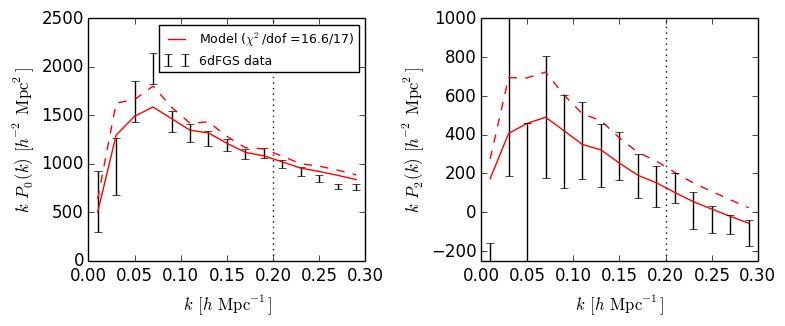 2500
2000
1500
1000
500
0
k P₀(k) [h⁻² Mpc²]
Model (χ²/dof =16.6/17)
6dFGS data
0.00 0.05 0.10 0.15 0.20 0.25 0.30
k [h Mpc⁻¹]
1000
800
600
400
200
0
−200
k P₂(k) [h⁻² Mpc²]
0.00 0.05 0.10 0.15 0.20 0.25 0.30
k [h Mpc⁻¹]